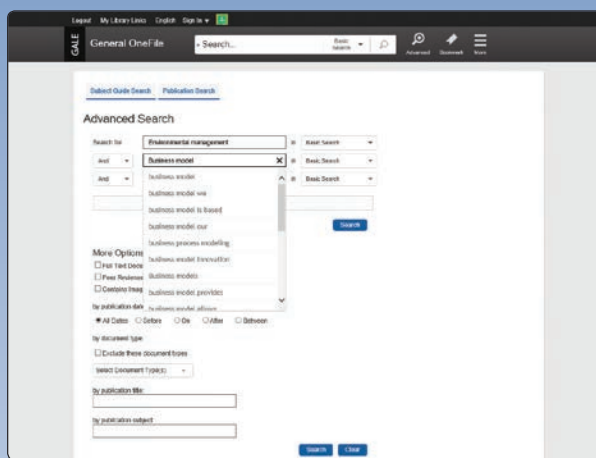 Logout My Library Links English Sign In
GALE General OneFile Search... Basic Search Advanced Bookmark More
Subject Guide Search Publication Search
Advanced Search
Search for Environmental management in Basic Search
And Business model in Basic Search
And business model in Basic Search
business model we
business model is based
business model our
business process modeling
Search
business model innovation
More Options
Business models
Full Text Docu
Peer Reviewed
business model provides
Contains Imag
business model allows
by publication date
All Dates Before On After Between
by document type:
Exclude these document types
Select Document Type(s)
by publication title:
by publication subject
Search Clear